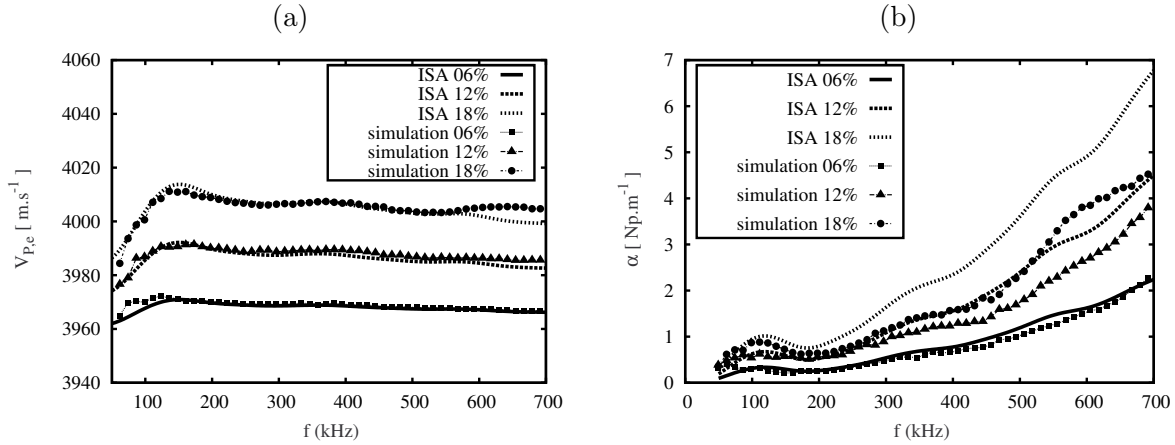 (a)
4060
4040
4020
4000
3980
3960
3940
V_{P,e} [ m.s^{-1} ]
ISA 06%
ISA 12%
ISA 18%
simulation 06%
simulation 12%
simulation 18%
100 200 300 400 500 600 700
f (kHz)
(b)
7
6
5
4
3
2
1
0
α [ Np.m^{-1} ]
ISA 06%
ISA 12%
ISA 18%
simulation 06%
simulation 12%
simulation 18%
0 100 200 300 400 500 600 700
f (kHz)